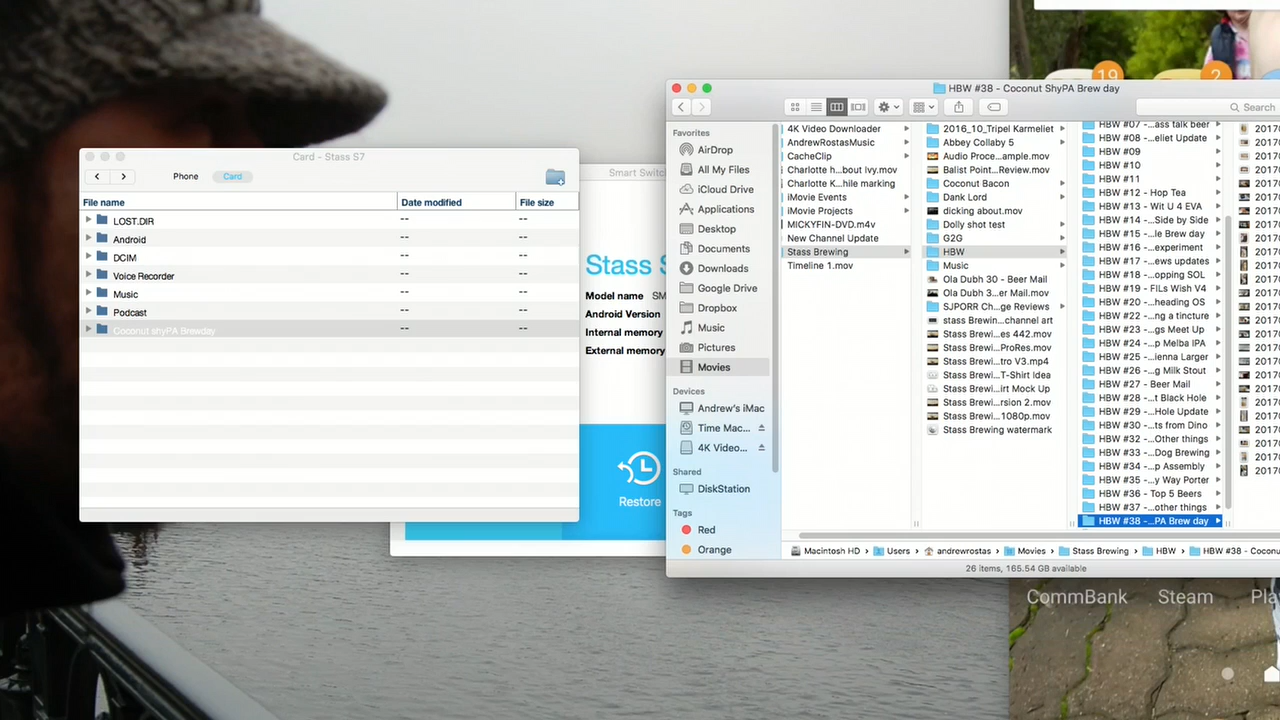 Card - Stass S7
Phone
Card
File name
Date modified
File size
LOST.DIR -- --
Android -- --
DCIM -- --
Voice Recorder -- --
Music -- --
Podcast -- --
Coconut shyPA Brewday -- --
Smart Switch
Stass S
Model name SM
Android Version
Internal memory
External memory
Restore
19
2
HBW #38 - Coconut ShyPA Brew day
Search
Favorites
AirDrop
All My Files
iCloud Drive
Applications
Desktop
Documents
Downloads
Google Drive
Dropbox
Music
Pictures
Movies
Devices
Andrew's iMac
Time Mac...
4K Video...
Shared
DiskStation
Tags
Red
Orange
4K Video Downloader
AndrewRostasMusic
CacheClip
Charlotte h...bout Ivy.mov
Charlotte K...hile marking
iMovie Events
iMovie Projects
MICKYFIN-DVD.m4v
New Channel Update
Stass Brewing
Timeline 1.mov
2016_10_Tripel Karmeliet
Abbey Collaby 5
Audio Proce...ample.mov
Balist Point...Review.mov
Coconut Bacon
Dank Lord
dicking about.mov
Dolly shot test
G2G
HBW
Music
Ola Dubh 30 - Beer Mail
Ola Dubh 3...er Mail.mov
SJPORR Chan...ge Reviews
stass Brewin...channel art
Stass Brewin...es 442.mov
Stass Brewin...ProRes.mov
Stass Brewin...tro V3.mp4
Stass Brewin...T-Shirt Idea
Stass Brewin...irt Mock Up
Stass Brewin...rsion 2.mov
Stass Brewin...1080p.mov
Stass Brewing watermark
HBW #07 -...ass talk beer
HBW #08 -...eliet Update
HBW #09
HBW #10
HBW #11
HBW #12 - Hop Tea
HBW #13 - Wit U 4 EVA
HBW #14 -...Side by Side
HBW #15 -...le Brew day
HBW #16 -...experiment
HBW #17 -...ews updates
HBW #18 -...opping SOL
HBW #19 - FILs Wish V4
HBW #20 -...heading OS
HBW #22 -...ng a tincture
HBW #23 -...gs Meet Up
HBW #24 -...p Melba IPA
HBW #25 -...ienna Larger
HBW #26 -...g Milk Stout
HBW #27 - Beer Mail
HBW #28 -...t Black Hole
HBW #29 -...Hole Update
HBW #30 -...ts from Dino
HBW #32 -...Other things
HBW #33 -...Dog Brewing
HBW #34 -...p Assembly
HBW #35 -...y Way Porter
HBW #36 - Top 5 Beers
HBW #37 -...other things
HBW #38 -...PA Brew day
Macintosh HD › Users › andrewrostas › Movies › Stass Brewing › HBW › HBW #38 - Coconu
26 items, 165.54 GB available
CommBank
Steam
Pla